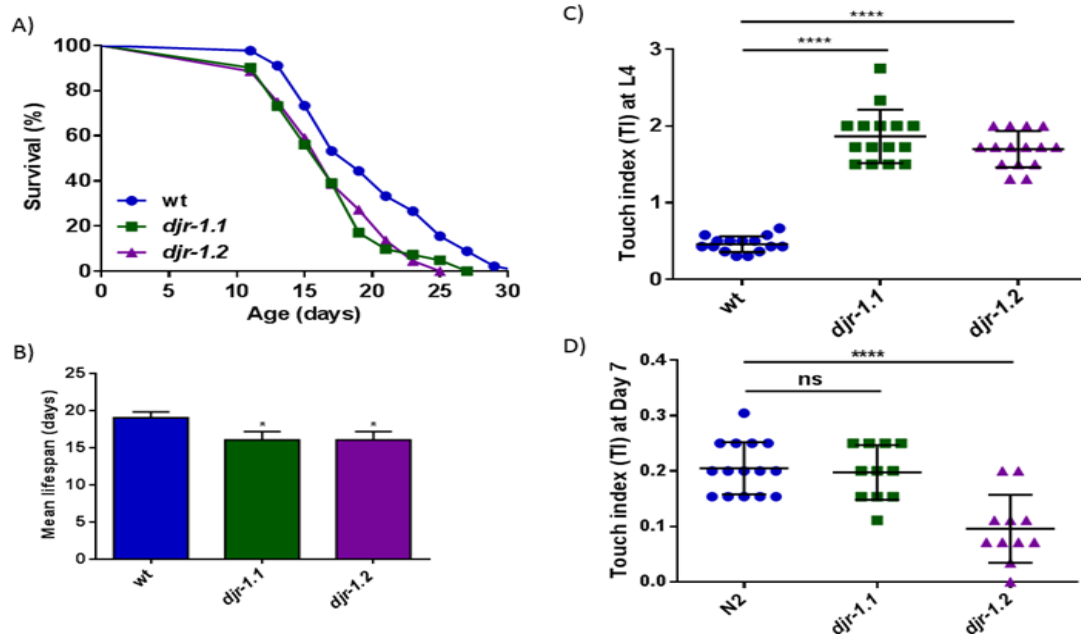 A)
100
80
60
40
20
0
Survival (%)
wt
djr-1.1
djr-1.2
0 5 10 15 20 25 30
Age (days)
B)
25
20
15
10
5
0
Mean lifespan (days)
* *
wt djr-1.1 djr-1.2
C)
****
****
3
2
1
0
Touch index (TI) at L4
wt djr-1.1 djr-1.2
D)
****
ns
0.4
0.3
0.2
0.1
0.0
Touch index (TI) at Day 7
N2 djr-1.1 djr-1.2